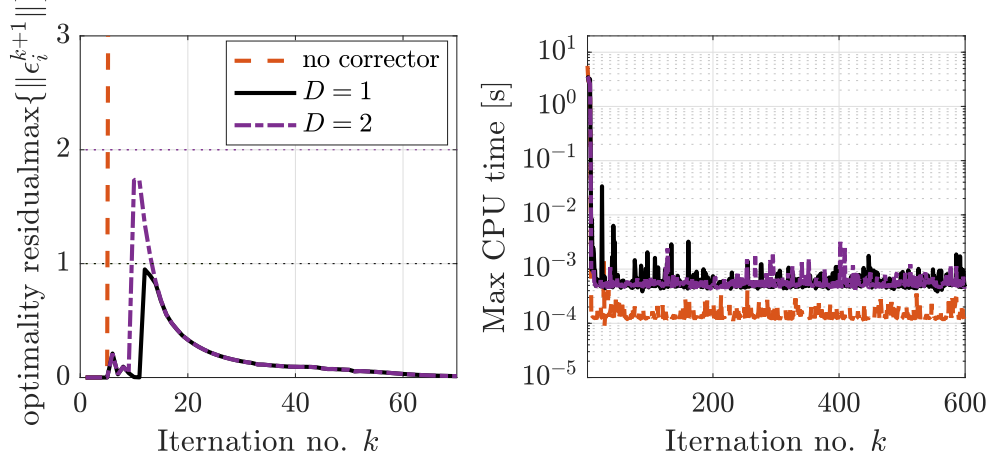 optimality residualmax{||ϵ_i^{k+1}||}
3
2
1
0
0
20
40
60
Iternation no. k
no corrector
D = 1
D = 2
Max CPU time [s]
10^1
10^0
10^{-1}
10^{-2}
10^{-3}
10^{-4}
10^{-5}
200
400
600
Iternation no. k